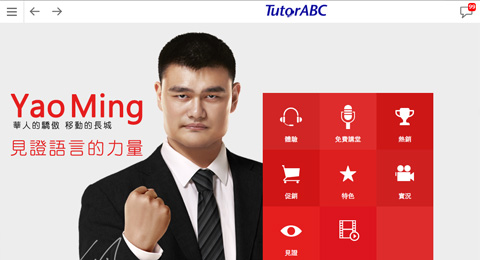 TutorABC
99
Yao Ming
華人的驕傲 移動的長城
見證語言的力量
體驗
免費講堂
熱銷
促銷
特色
實況
見證